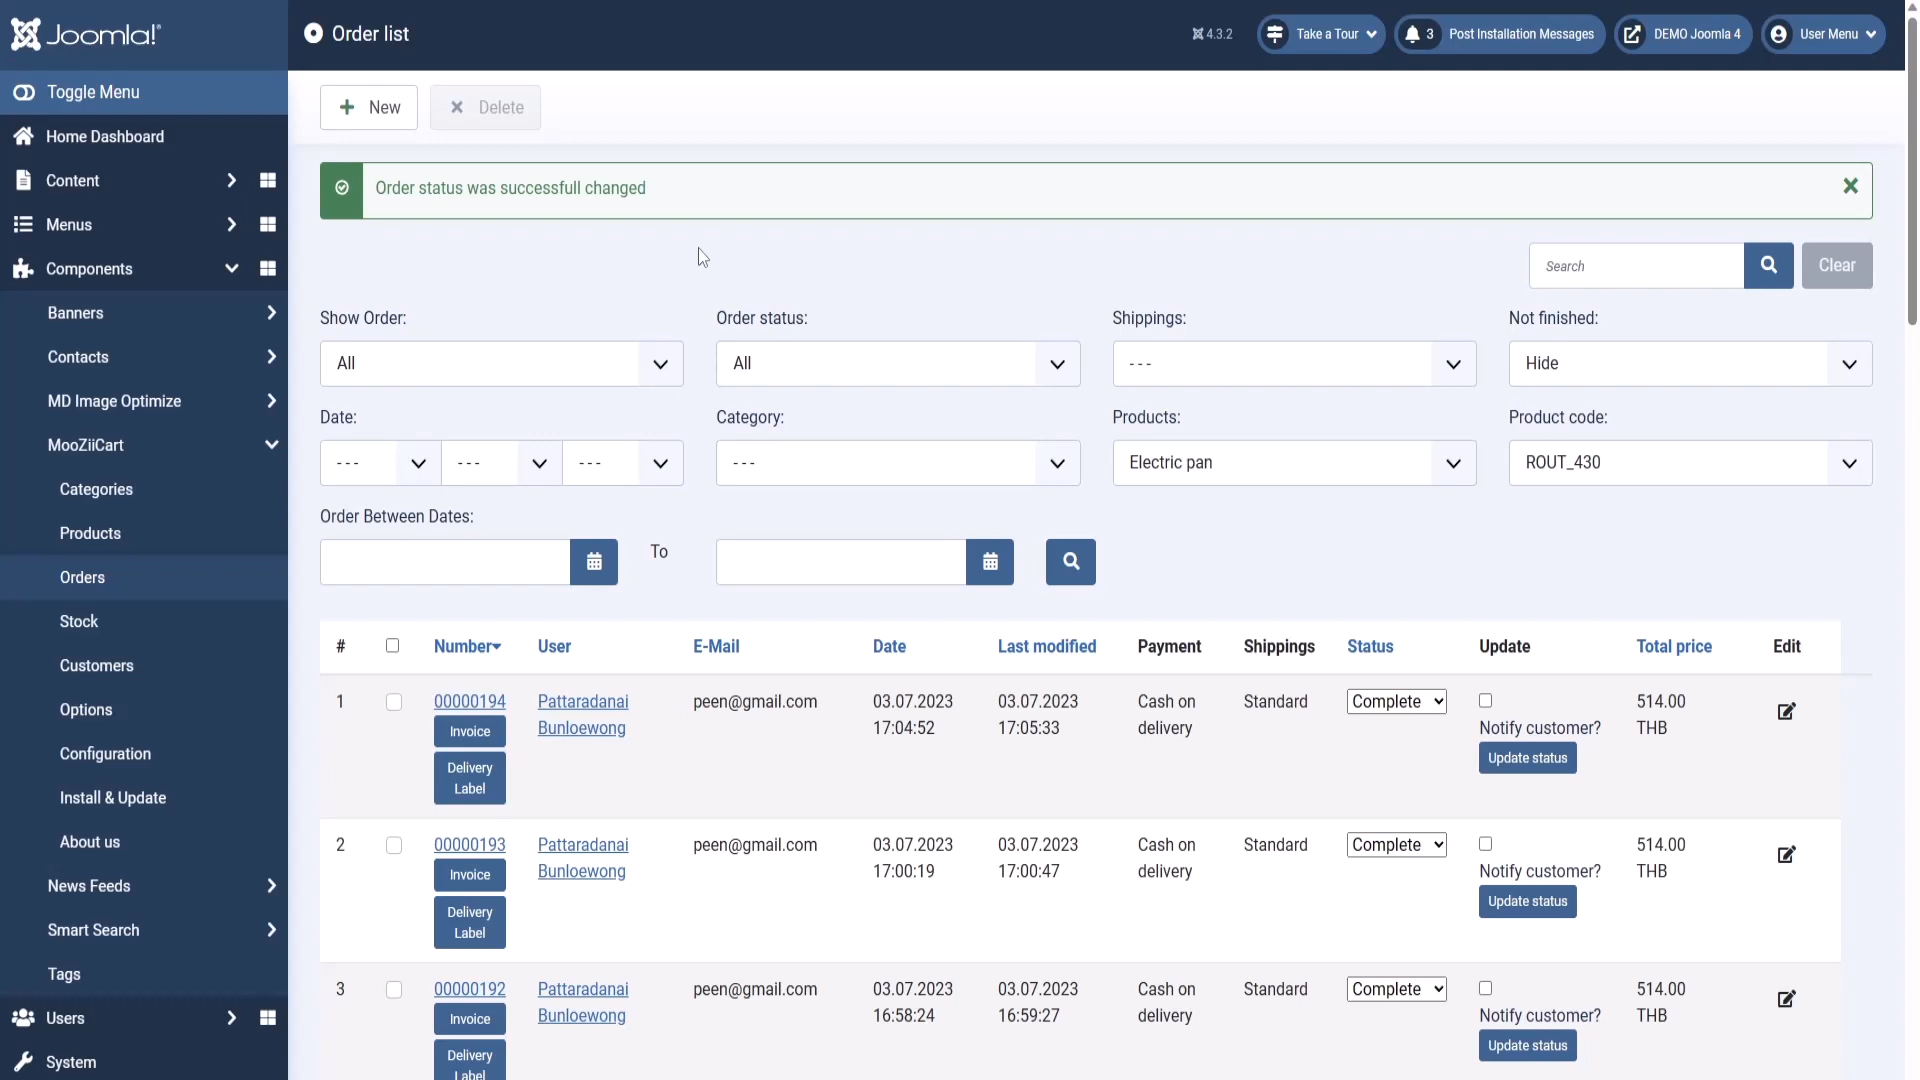 Joomla!®
Order list
4.3.2
Take a Tour
3
Post Installation Messages
DEMO Joomla 4
User Menu
Toggle Menu
Home Dashboard
Content
Menus
Components
Banners
Contacts
MD Image Optimize
MooZiiCart
Categories
Products
Orders
Stock
Customers
Options
Configuration
Install & Update
About us
News Feeds
Smart Search
Tags
Users
System
New
Delete
Order status was successfull changed
Search
Clear
Show Order:
Order status:
Shippings:
Not finished:
All
All
- - -
Hide
Date:
Category:
Products:
Product code:
- - -
- - -
- - -
- - -
Electric pan
ROUT_430
Order Between Dates:
To
# Number User E-Mail Date Last modified Payment Shippings Status Update Total price Edit
1 00000194 Pattaradanai peen@gmail.com 03.07.2023 03.07.2023 Cash on Standard Complete 514.00
Bunloewong 17:04:52 17:05:33 delivery Notify customer? THB
Invoice Update status
Delivery
Label
2 00000193 Pattaradanai peen@gmail.com 03.07.2023 03.07.2023 Cash on Standard Complete 514.00
Bunloewong 17:00:19 17:00:47 delivery Notify customer? THB
Invoice Update status
Delivery
Label
3 00000192 Pattaradanai peen@gmail.com 03.07.2023 03.07.2023 Cash on Standard Complete 514.00
Bunloewong 16:58:24 16:59:27 delivery Notify customer? THB
Invoice Update status
Delivery
Label